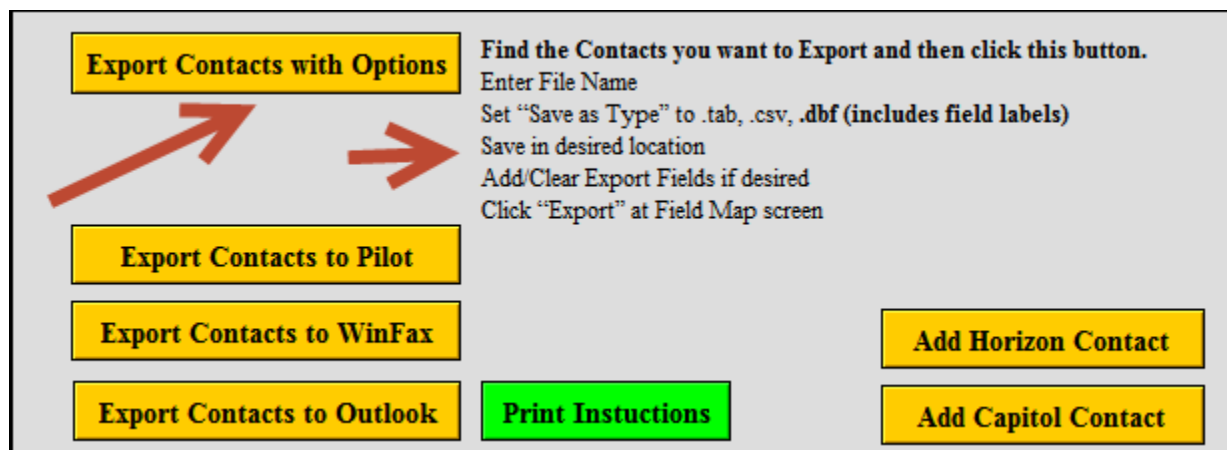 Export Contacts with Options
Find the Contacts you want to Export and then click this button.
Enter File Name
Set “Save as Type” to .tab, .csv, .dbf (includes field labels)
Save in desired location
Add/Clear Export Fields if desired
Click “Export” at Field Map screen
Export Contacts to Pilot
Export Contacts to WinFax
Add Horizon Contact
Export Contacts to Outlook
Print Instuctions
Add Capitol Contact